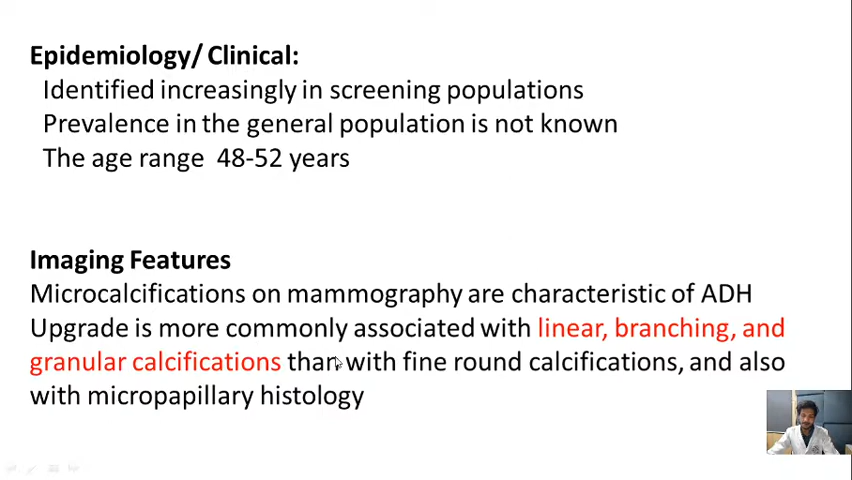 Epidemiology/ Clinical:
Identified increasingly in screening populations
Prevalence in the general population is not known
The age range 48-52 years
Imaging Features
Microcalcifications on mammography are characteristic of ADH
Upgrade is more commonly associated with linear, branching, and
granular calcifications than with fine round calcifications, and also
with micropapillary histology